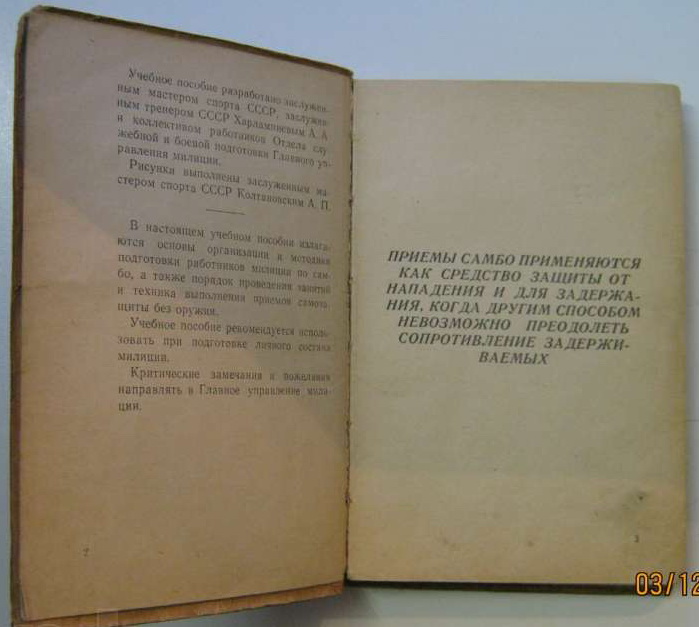 Учебное пособие разработано заслужен-
ным мастером спорта СССР, заслужен-
ным тренером СССР Харлампиевым А. А.
и коллективом работников Отдела слу-
жебной и боевой подготовки Главного уп-
равления милиции.
Рисунки выполнены заслуженным ма-
стером спорта СССР Колтановским А. П.
В настоящем учебном пособии излага-
ются основы организации и методики
подготовки работников милиции по сам-
бо, а также порядок проведения занятий
и техника выполнения приемов самоза-
щиты без оружия.
Учебное пособие рекомендуется исполь-
зовать при подготовке личного состава
милиции.
Критические замечания и пожелания
направлять в Главное управление мили-
ции.
2
ПРИЕМЫ САМБО ПРИМЕНЯЮТСЯ
КАК СРЕДСТВО ЗАЩИТЫ ОТ
НАПАДЕНИЯ И ДЛЯ ЗАДЕРЖА-
НИЯ, КОГДА ДРУГИМ СПОСОБОМ
НЕВОЗМОЖНО ПРЕОДОЛЕТЬ
СОПРОТИВЛЕНИЕ ЗАДЕРЖИ-
ВАЕМЫХ
3
03/12